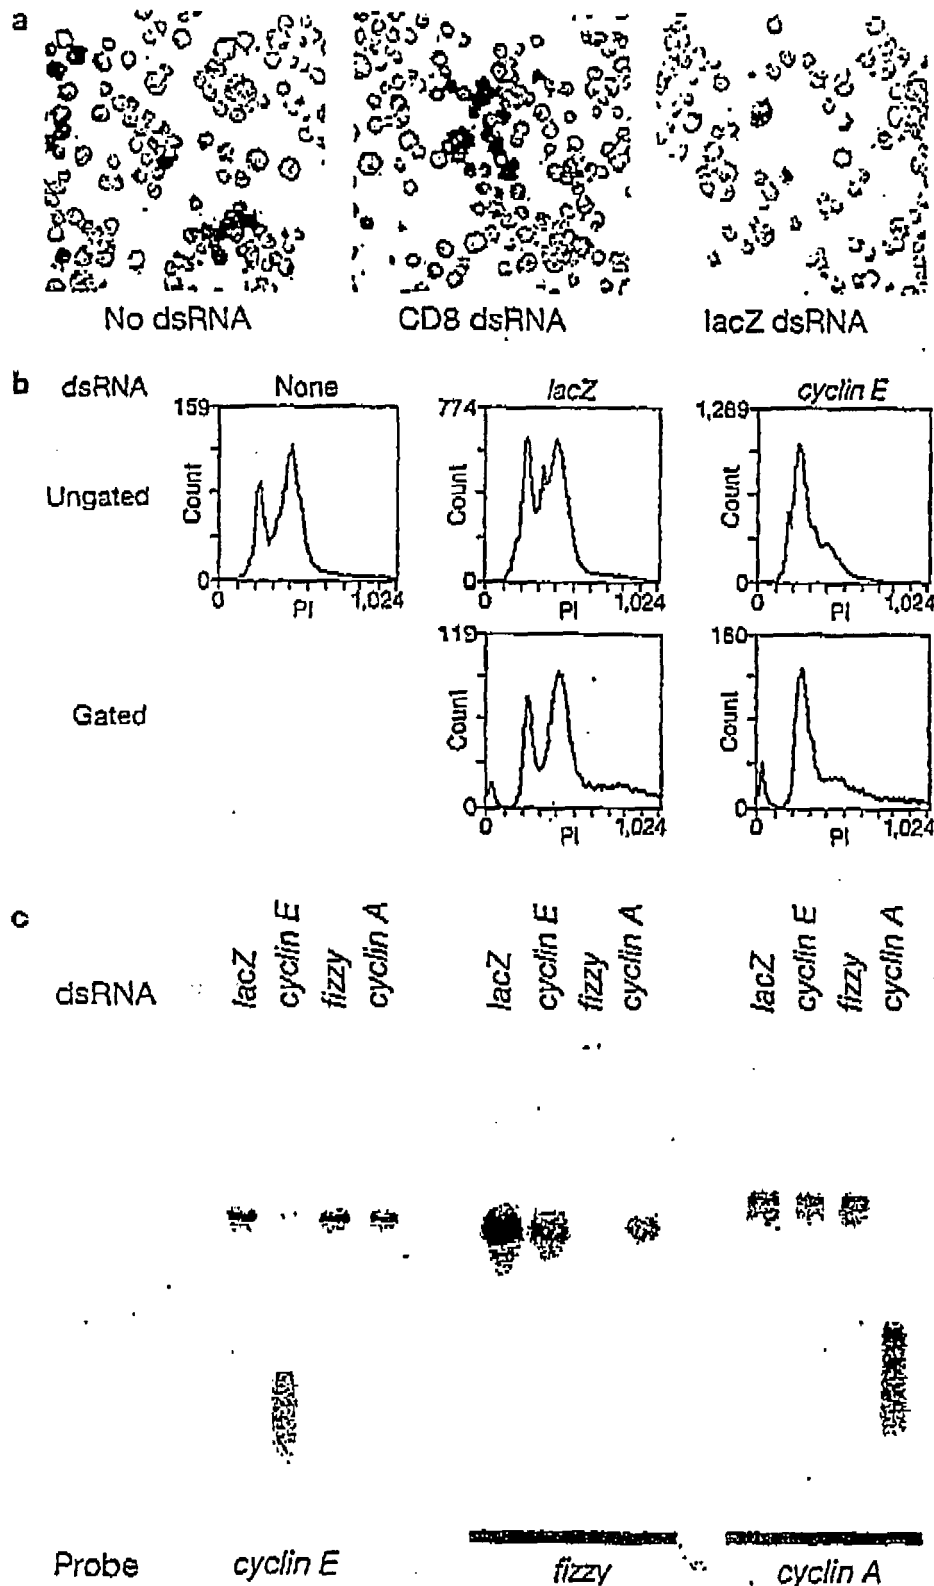 a
No dsRNA CD8 dsRNA lacZ dsRNA
b dsRNA None lacZ cyclin E
159 774 1,289
Ungated Count Count Count
0 0 0
0 PI 1,024 0 PI 1,024 0 PI 1,024
119 160
Gated Count Count
0 0
0 PI 1,024 0 PI 1,024
c
dsRNA lacZ cyclin E fizzy cyclin A lacZ cyclin E fizzy cyclin A lacZ cyclin E fizzy cyclin A
Probe cyclin E fizzy cyclin A